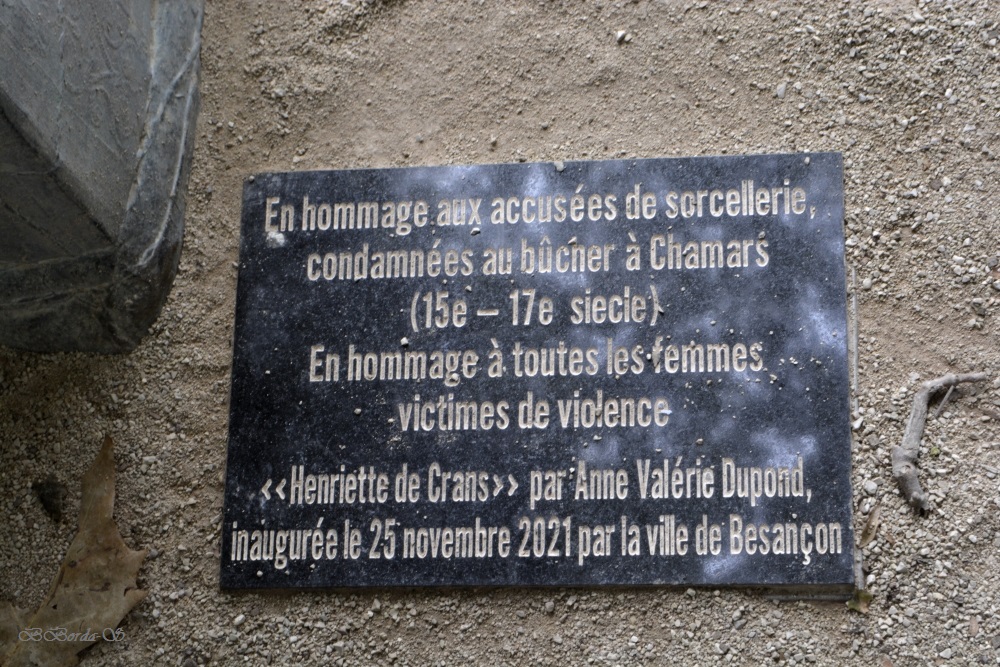 En hommage aux accusées de sorcellerie,
condamnées au bûcher à Chamars
(15e – 17e siecle)
En hommage à toutes les femmes
victimes de violence
<<Henriette de Crans>> par Anne Valérie Dupond,
inaugurée le 25 novembre 2021 par la ville de Besançon
BBorda-S